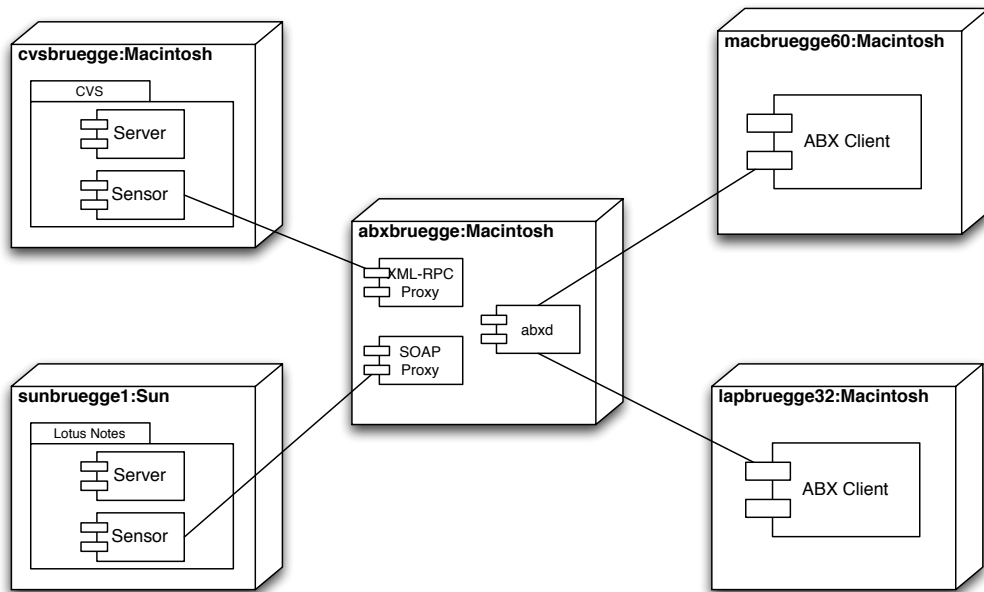 cvsbruegge:Macintosh
CVS
Server
Sensor
macbruegge60:Macintosh
ABX Client
abxbruegge:Macintosh
XML-RPC
Proxy
abxd
SOAP
Proxy
sunbruegge1:Sun
Lotus Notes
Server
Sensor
lapbruegge32:Macintosh
ABX Client